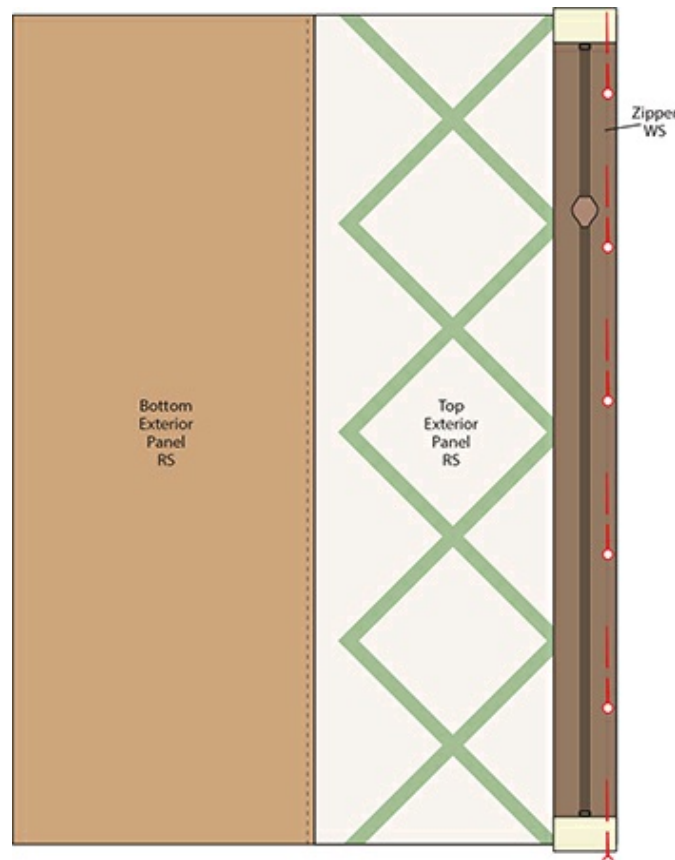 Zipper
WS
Bottom
Exterior
Panel
RS
Top
Exterior
Panel
RS